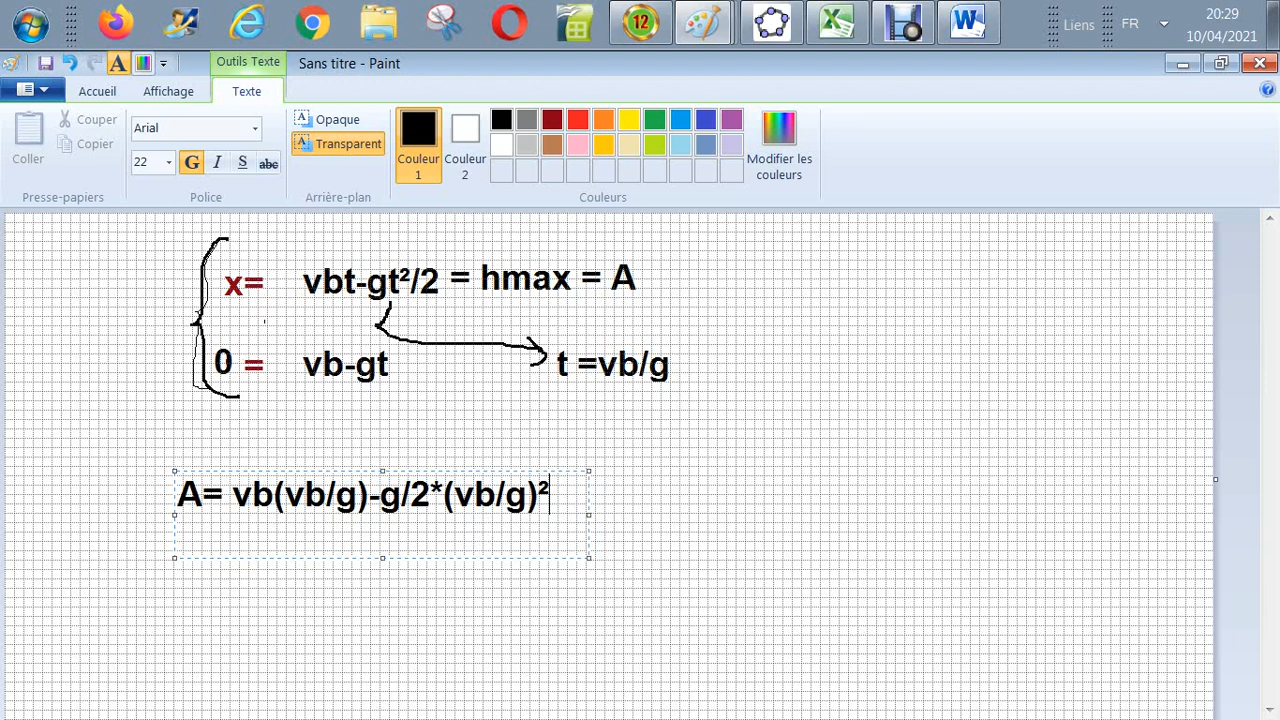 20:29
12
Liens
FR
10/04/2021
Outils Texte
Sans titre - Paint
Accueil
Affichage
Texte
Coller
Couper
Copier
Presse-papiers
Arial
22
G I S abc
Police
Opaque
Transparent
Arrière-plan
Couleur 1
Couleur 2
Modifier les couleurs
Couleurs
x= vbt-gt²/2 = hmax = A
0 = vb-gt t =vb/g
A= vb(vb/g)-g/2*(vb/g)²